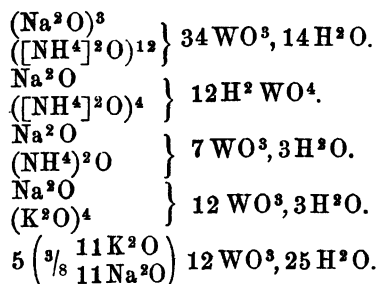 (Na²O)³
([NH⁴]²O)¹² } 34 WO³, 14 H²O.
Na²O
([NH⁴]²O)⁴ } 12 H² WO⁴.
Na²O
(NH⁴)²O } 7 WO³, 3 H²O.
Na²O
(K²O)⁴ } 12 WO³, 3 H²O.
5 (³/₈ 11 K²O
11 Na²O) 12 WO³, 25 H²O.